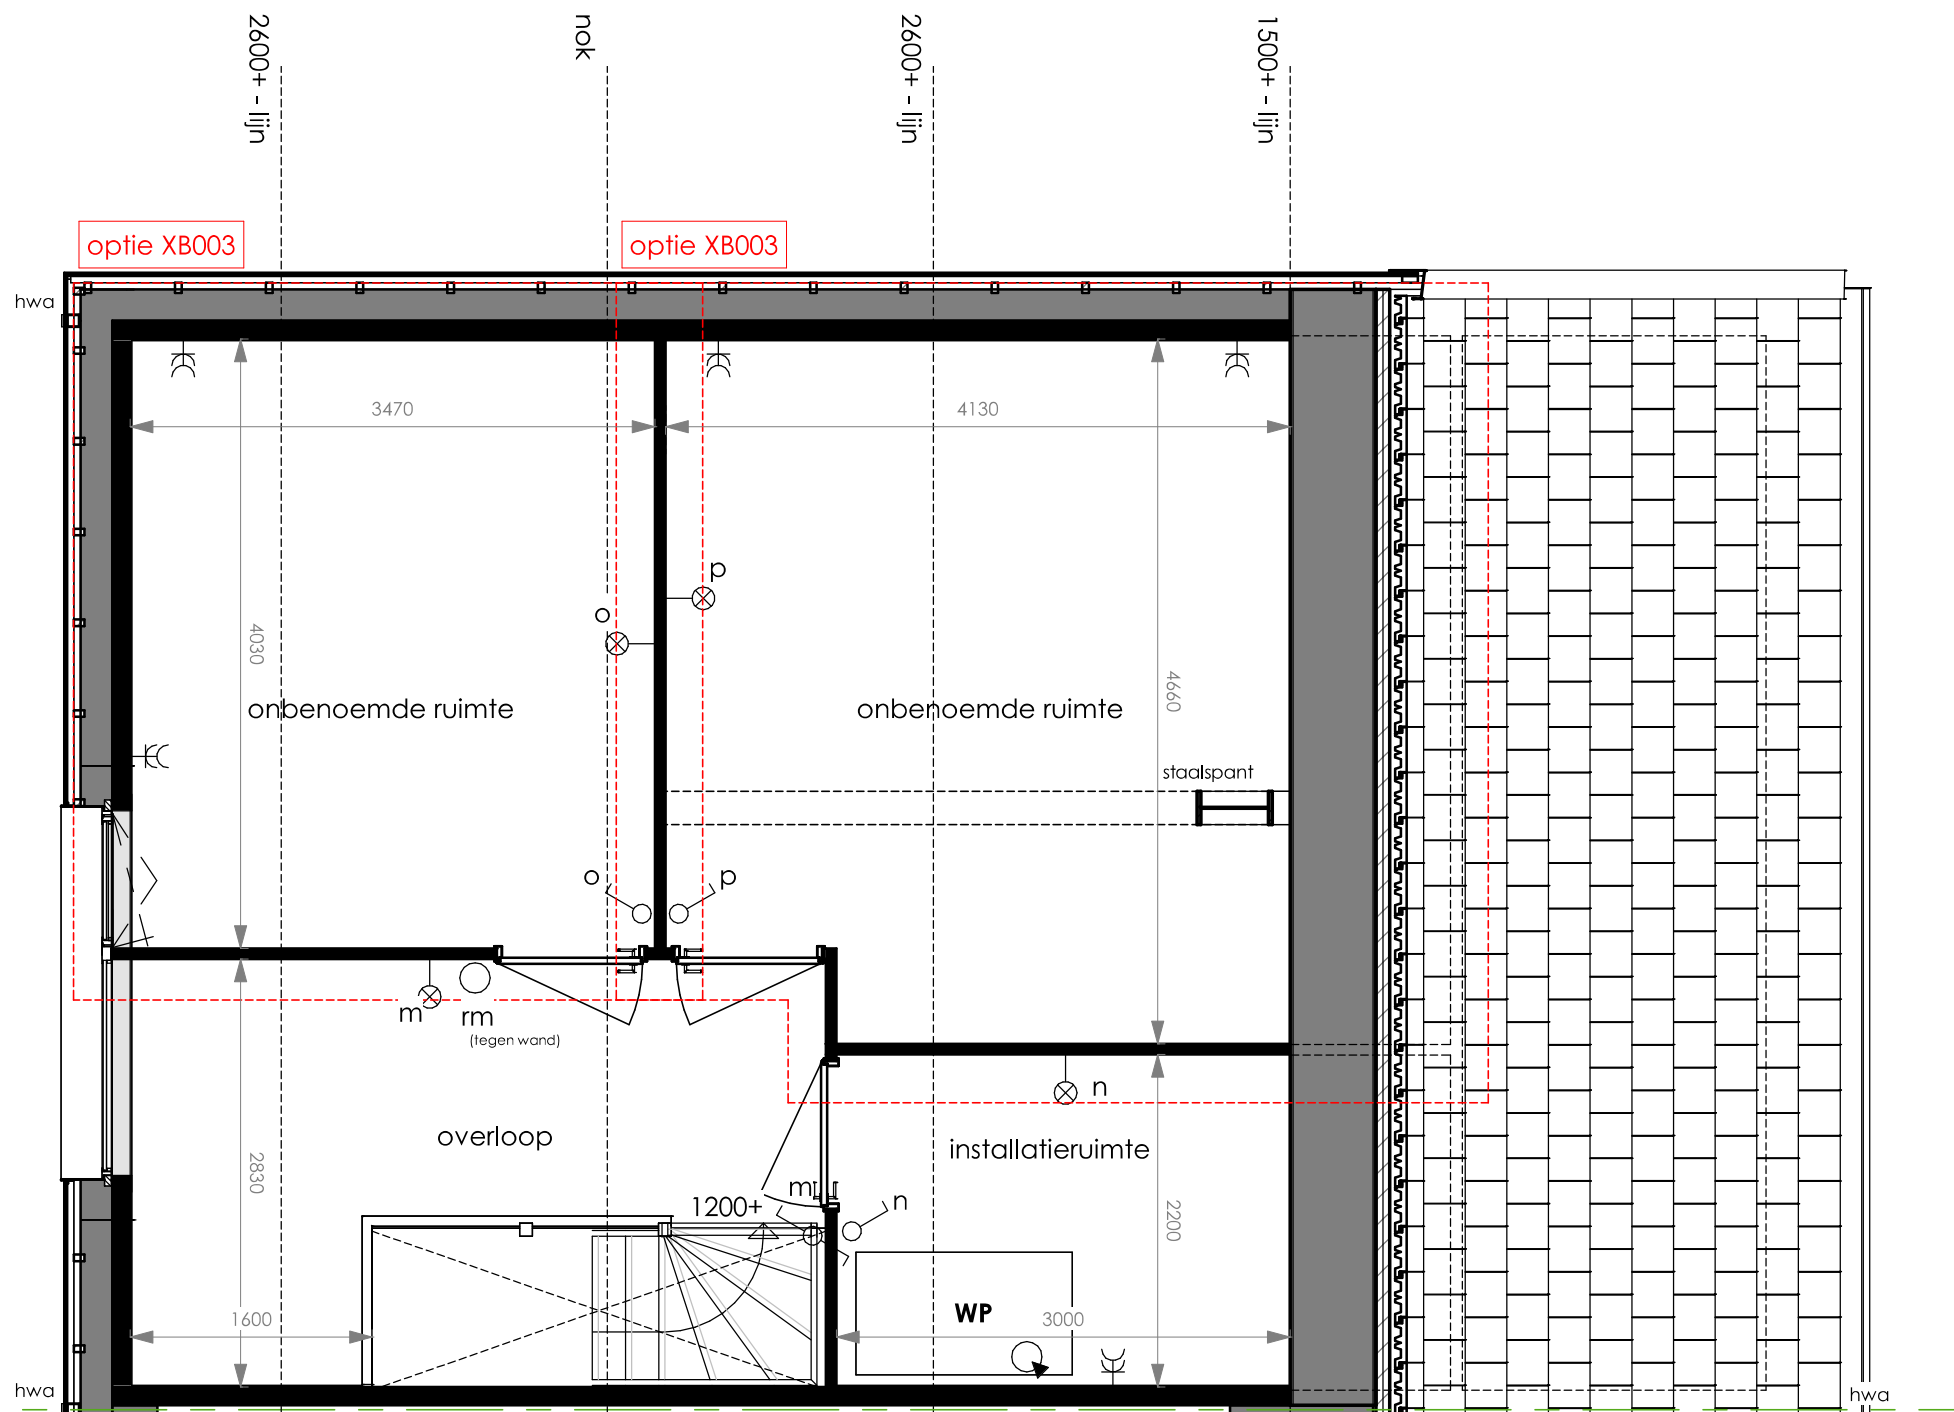 2600+ - lijn
nok
2600+ - lijn
1500+ - lijn
optie XB003
optie XB003
hwa
3470
4130
p
o
4030
4660
onbenoemde ruimte
onbenoemde ruimte
staalspant
o
p
m
rm
(tegen wand)
n
overloop
installatieruimte
2830
m
n
1200+
2200
WP
1600
3000
hwa
hwa